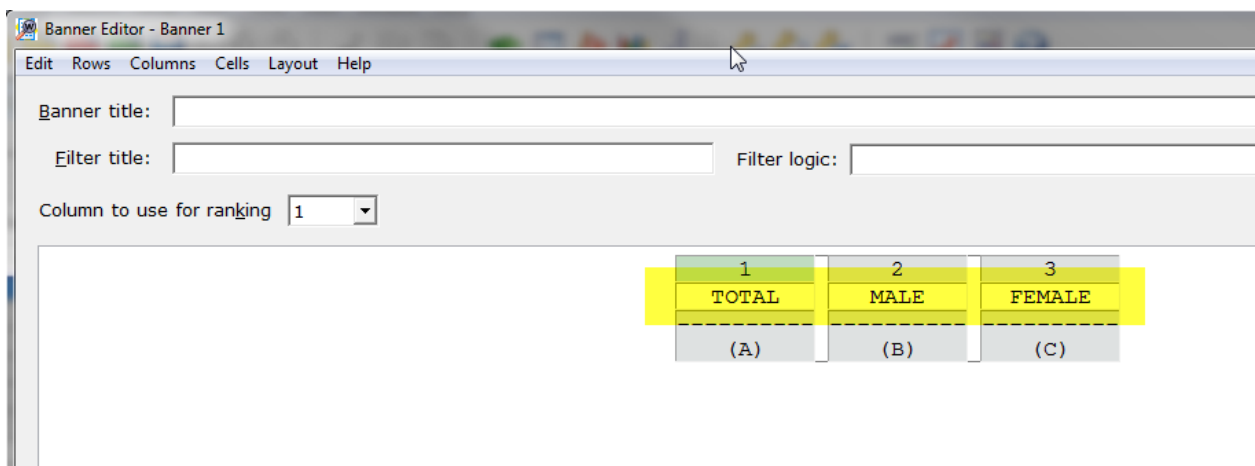 Banner Editor - Banner 1
Edit Rows Columns Cells Layout Help
Banner title:
Filter title: Filter logic:
Column to use for ranking 1
1 2 3
TOTAL MALE FEMALE
---------- ---------- ----------
(A) (B) (C)